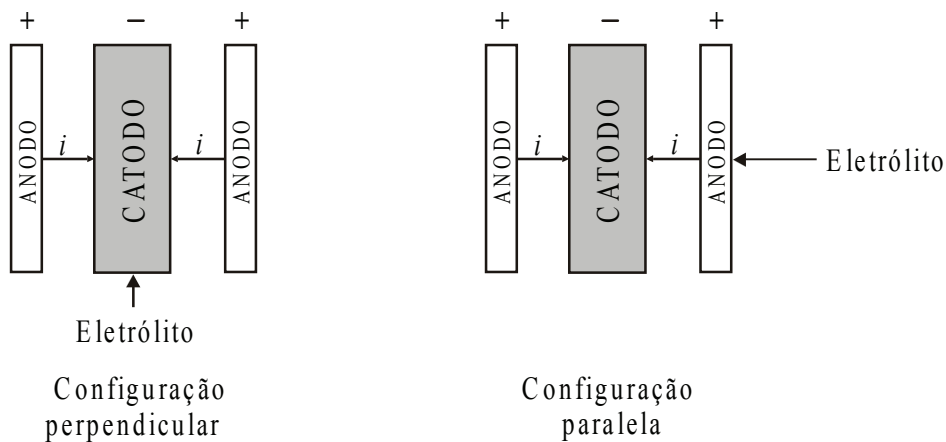 + − +
ANODO
i
CATODO
i
ANODO
Eletrólito
Configuração
perpendicular
+ − +
ANODO
i
CATODO
i
ANODO
Eletrólito
Configuração
paralela